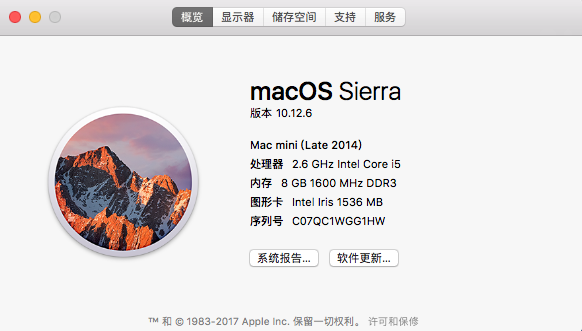 概览 显示器 储存空间 支持 服务
macOS Sierra
版本 10.12.6
Mac mini (Late 2014)
处理器 2.6 GHz Intel Core i5
内存 8 GB 1600 MHz DDR3
图形卡 Intel Iris 1536 MB
序列号 C07QC1WGG1HW
系统报告... 软件更新...
™ 和 © 1983-2017 Apple Inc. 保留一切权利。 许可和保修